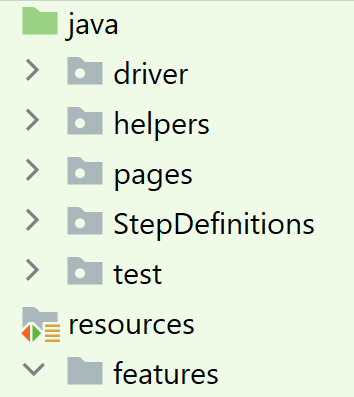 java
driver
helpers
pages
StepDefinitions
test
resources
features